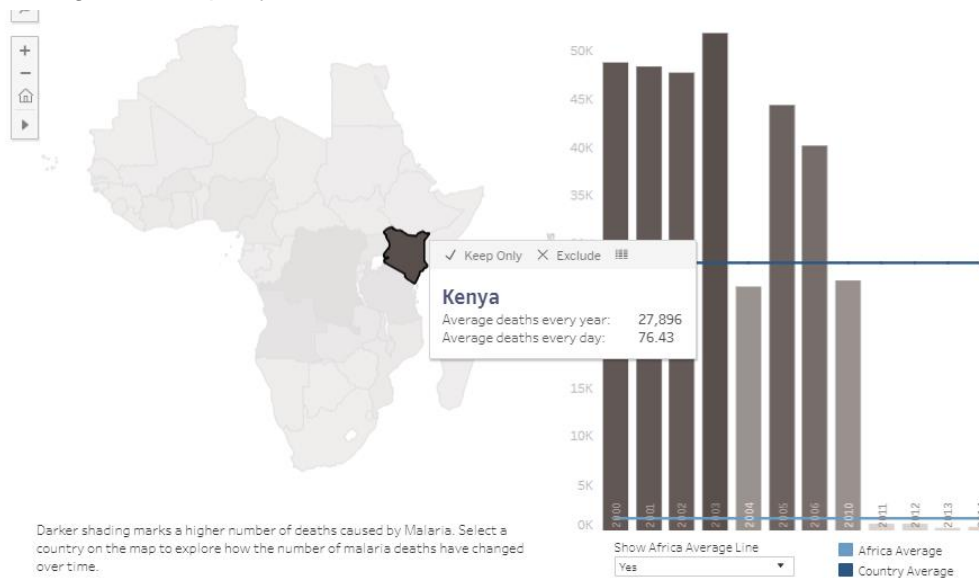 50K
45K
40K
35K
✓ Keep Only ✕ Exclude
Kenya
Average deaths every year: 27,896
Average deaths every day: 76.43
15K
10K
5K
0K
2000 2001 2002 2003 2004 2005 2006 2010 2011 2012 2013
Darker shading marks a higher number of deaths caused by Malaria. Select a
country on the map to explore how the number of malaria deaths have changed
over time.
Show Africa Average Line
Yes
Africa Average
Country Average